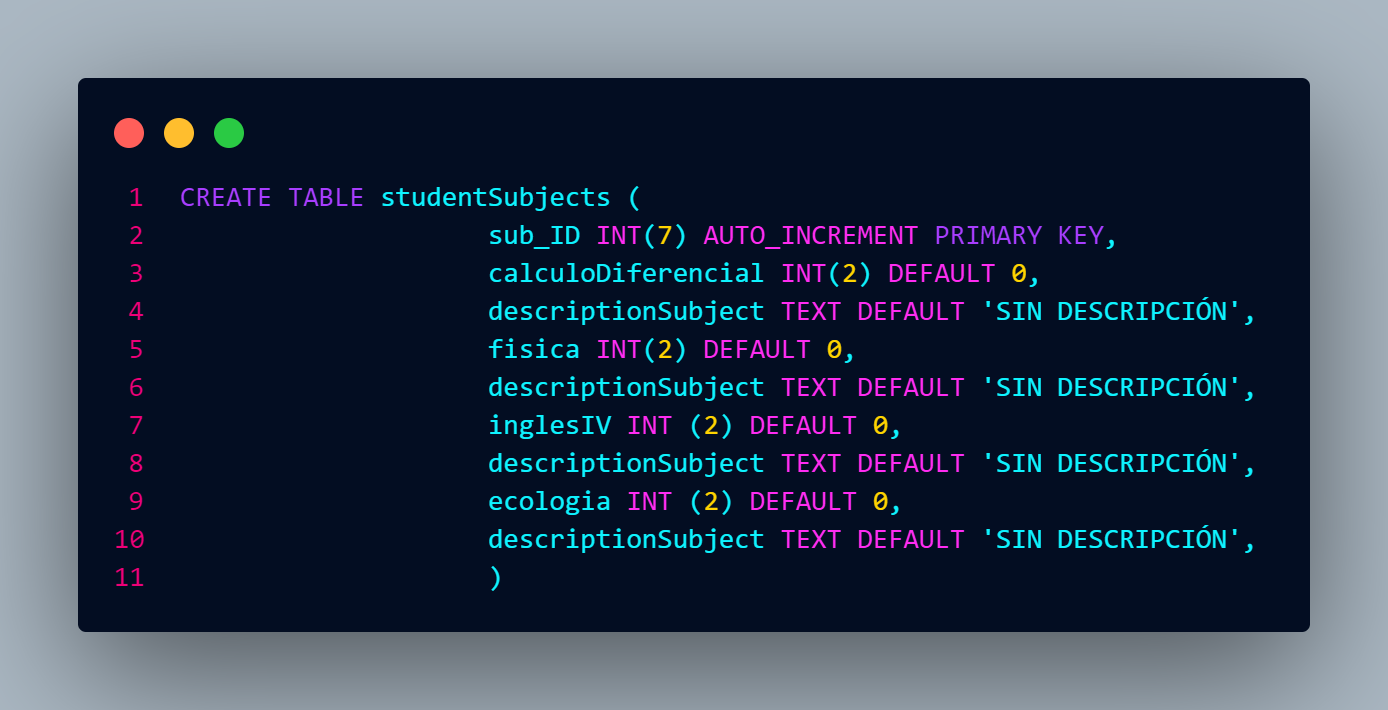 1 CREATE TABLE studentSubjects (
2 sub_ID INT(7) AUTO_INCREMENT PRIMARY KEY,
3 calculoDiferencial INT(2) DEFAULT 0,
4 descriptionSubject TEXT DEFAULT 'SIN DESCRIPCIÓN',
5 fisica INT(2) DEFAULT 0,
6 descriptionSubject TEXT DEFAULT 'SIN DESCRIPCIÓN',
7 inglesIV INT (2) DEFAULT 0,
8 descriptionSubject TEXT DEFAULT 'SIN DESCRIPCIÓN',
9 ecologia INT (2) DEFAULT 0,
10 descriptionSubject TEXT DEFAULT 'SIN DESCRIPCIÓN',
11 )